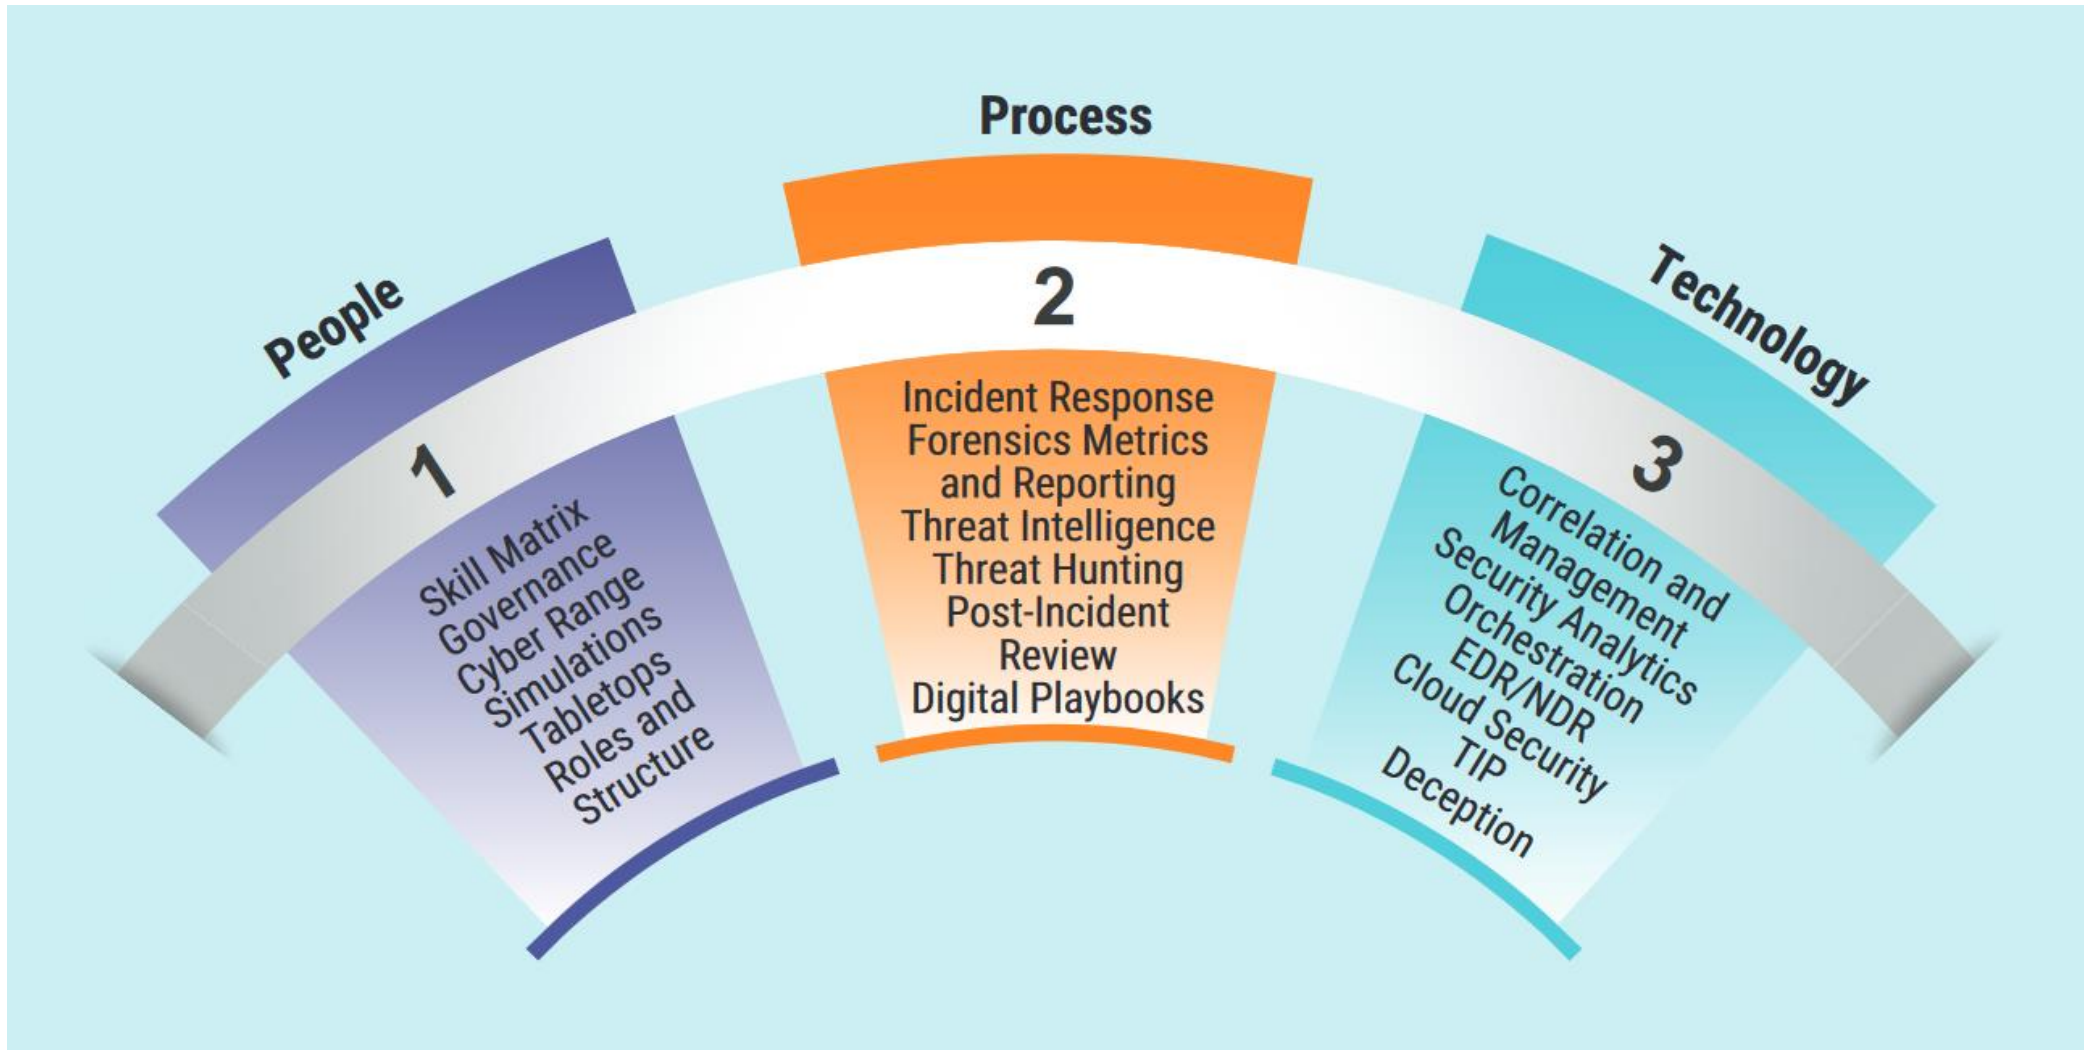 People
1
Skill Matrix
Governance
Cyber Range
Simulations
Tabletops
Roles and
Structure
Process
2
Incident Response
Forensics Metrics
and Reporting
Threat Intelligence
Threat Hunting
Post-Incident
Review
Digital Playbooks
Technology
3
Correlation and
Management
Security Analytics
Orchestration
EDR/NDR
Cloud Security
TIP
Deception